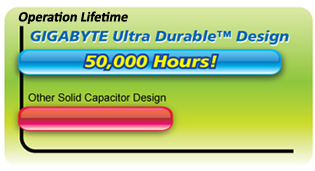 Operation Lifetime
GIGABYTE Ultra Durable™ Design
50,000 Hours!
Other Solid Capacitor Design